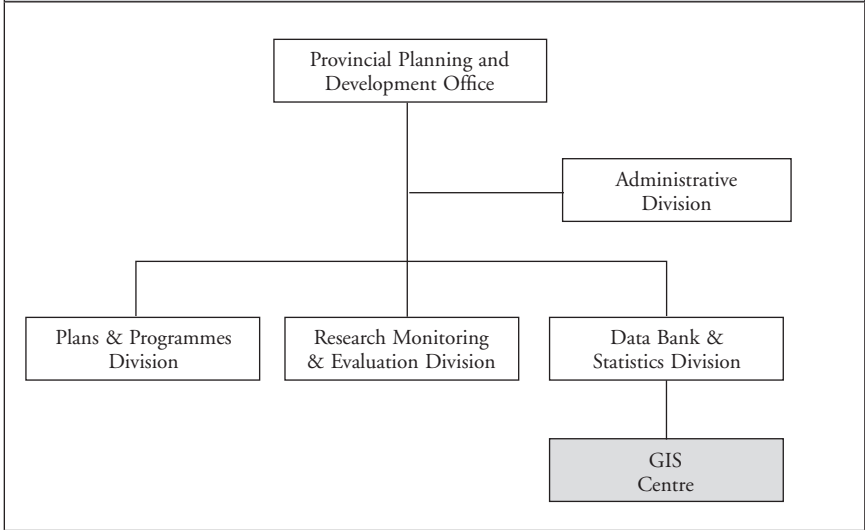 Provincial Planning and
Development Office
Administrative
Division
Plans & Programmes
Division
Research Monitoring
& Evaluation Division
Data Bank &
Statistics Division
GIS
Centre